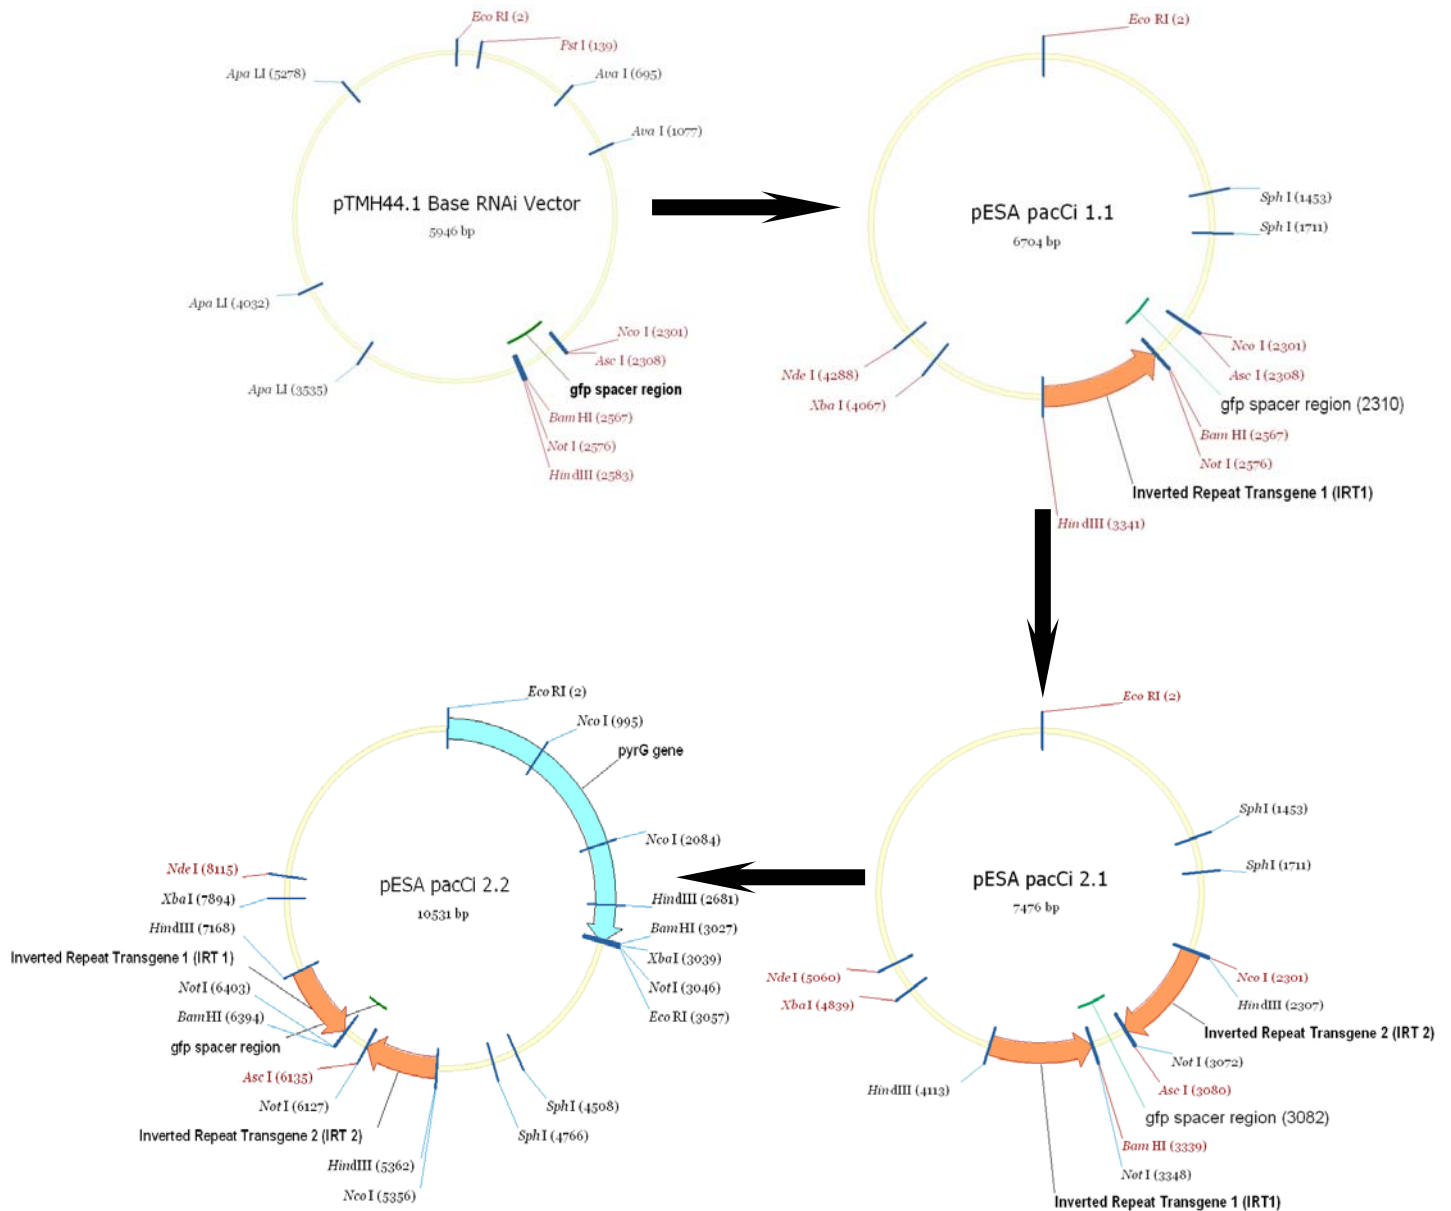 Eco RI (2)
Pst I (139)
Apa LI (5278)
Ava I (695)
Ava I (1077)
pTMH44.1 Base RNAi Vector
5946 bp
Apa LI (4032)
Nco I (2301)
Asc I (2308)
Apa LI (3535)
gfp spacer region
Bam HI (2567)
Not I (2576)
Hin dIII (2583)
Eco RI (2)
pESA pacCi 1.1
6704 bp
Sph I (1453)
Sph I (1711)
Nco I (2301)
Asc I (2308)
Nde I (4288)
Xba I (4067)
gfp spacer region (2310)
Bam HI (2567)
Not I (2576)
Inverted Repeat Transgene 1 (IRT1)
Hin dIII (3341)
Eco RI (2)
Nco I (995)
pyrG gene
Nco I (2084)
Nde I (8115)
pESA pacCi 2.2
10531 bp
Xba I (7894)
HindIII (2681)
HindIII (7168)
BamHI (3027)
Inverted Repeat Transgene 1 (IRT 1)
XbaI (3039)
NotI (6403)
NotI (3046)
BamHI (6394)
Eco RI (3057)
gfp spacer region
Asc I (6135)
NotI (6127)
SphI (4508)
Inverted Repeat Transgene 2 (IRT 2)
SphI (4766)
HindIII (5362)
Nco I (5356)
Eco RI (2)
SphI (1453)
SphI (1711)
pESA pacCi 2.1
7476 bp
NdeI (5060)
Nco I (2301)
XbaI (4839)
HindIII (2307)
Inverted Repeat Transgene 2 (IRT 2)
Not I (3072)
HindIII (4113)
Asc I (3080)
gfp spacer region (3082)
Bam HI (3339)
Not I (3348)
Inverted Repeat Transgene 1 (IRT1)